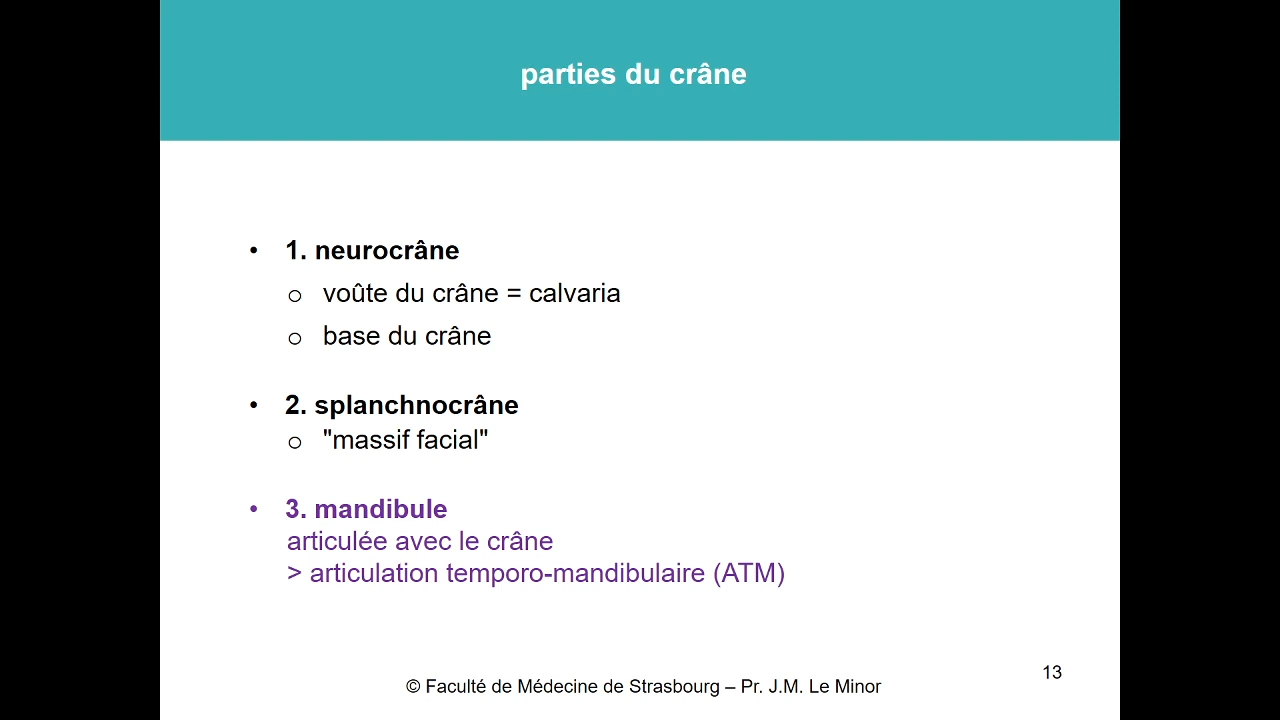 parties du crâne
• 1. neurocrâne
o voûte du crâne = calvaria
o base du crâne
• 2. splanchnocrâne
o "massif facial"
• 3. mandibule
articulée avec le crâne
> articulation temporo-mandibulaire (ATM)
13
© Faculté de Médecine de Strasbourg – Pr. J.M. Le Minor